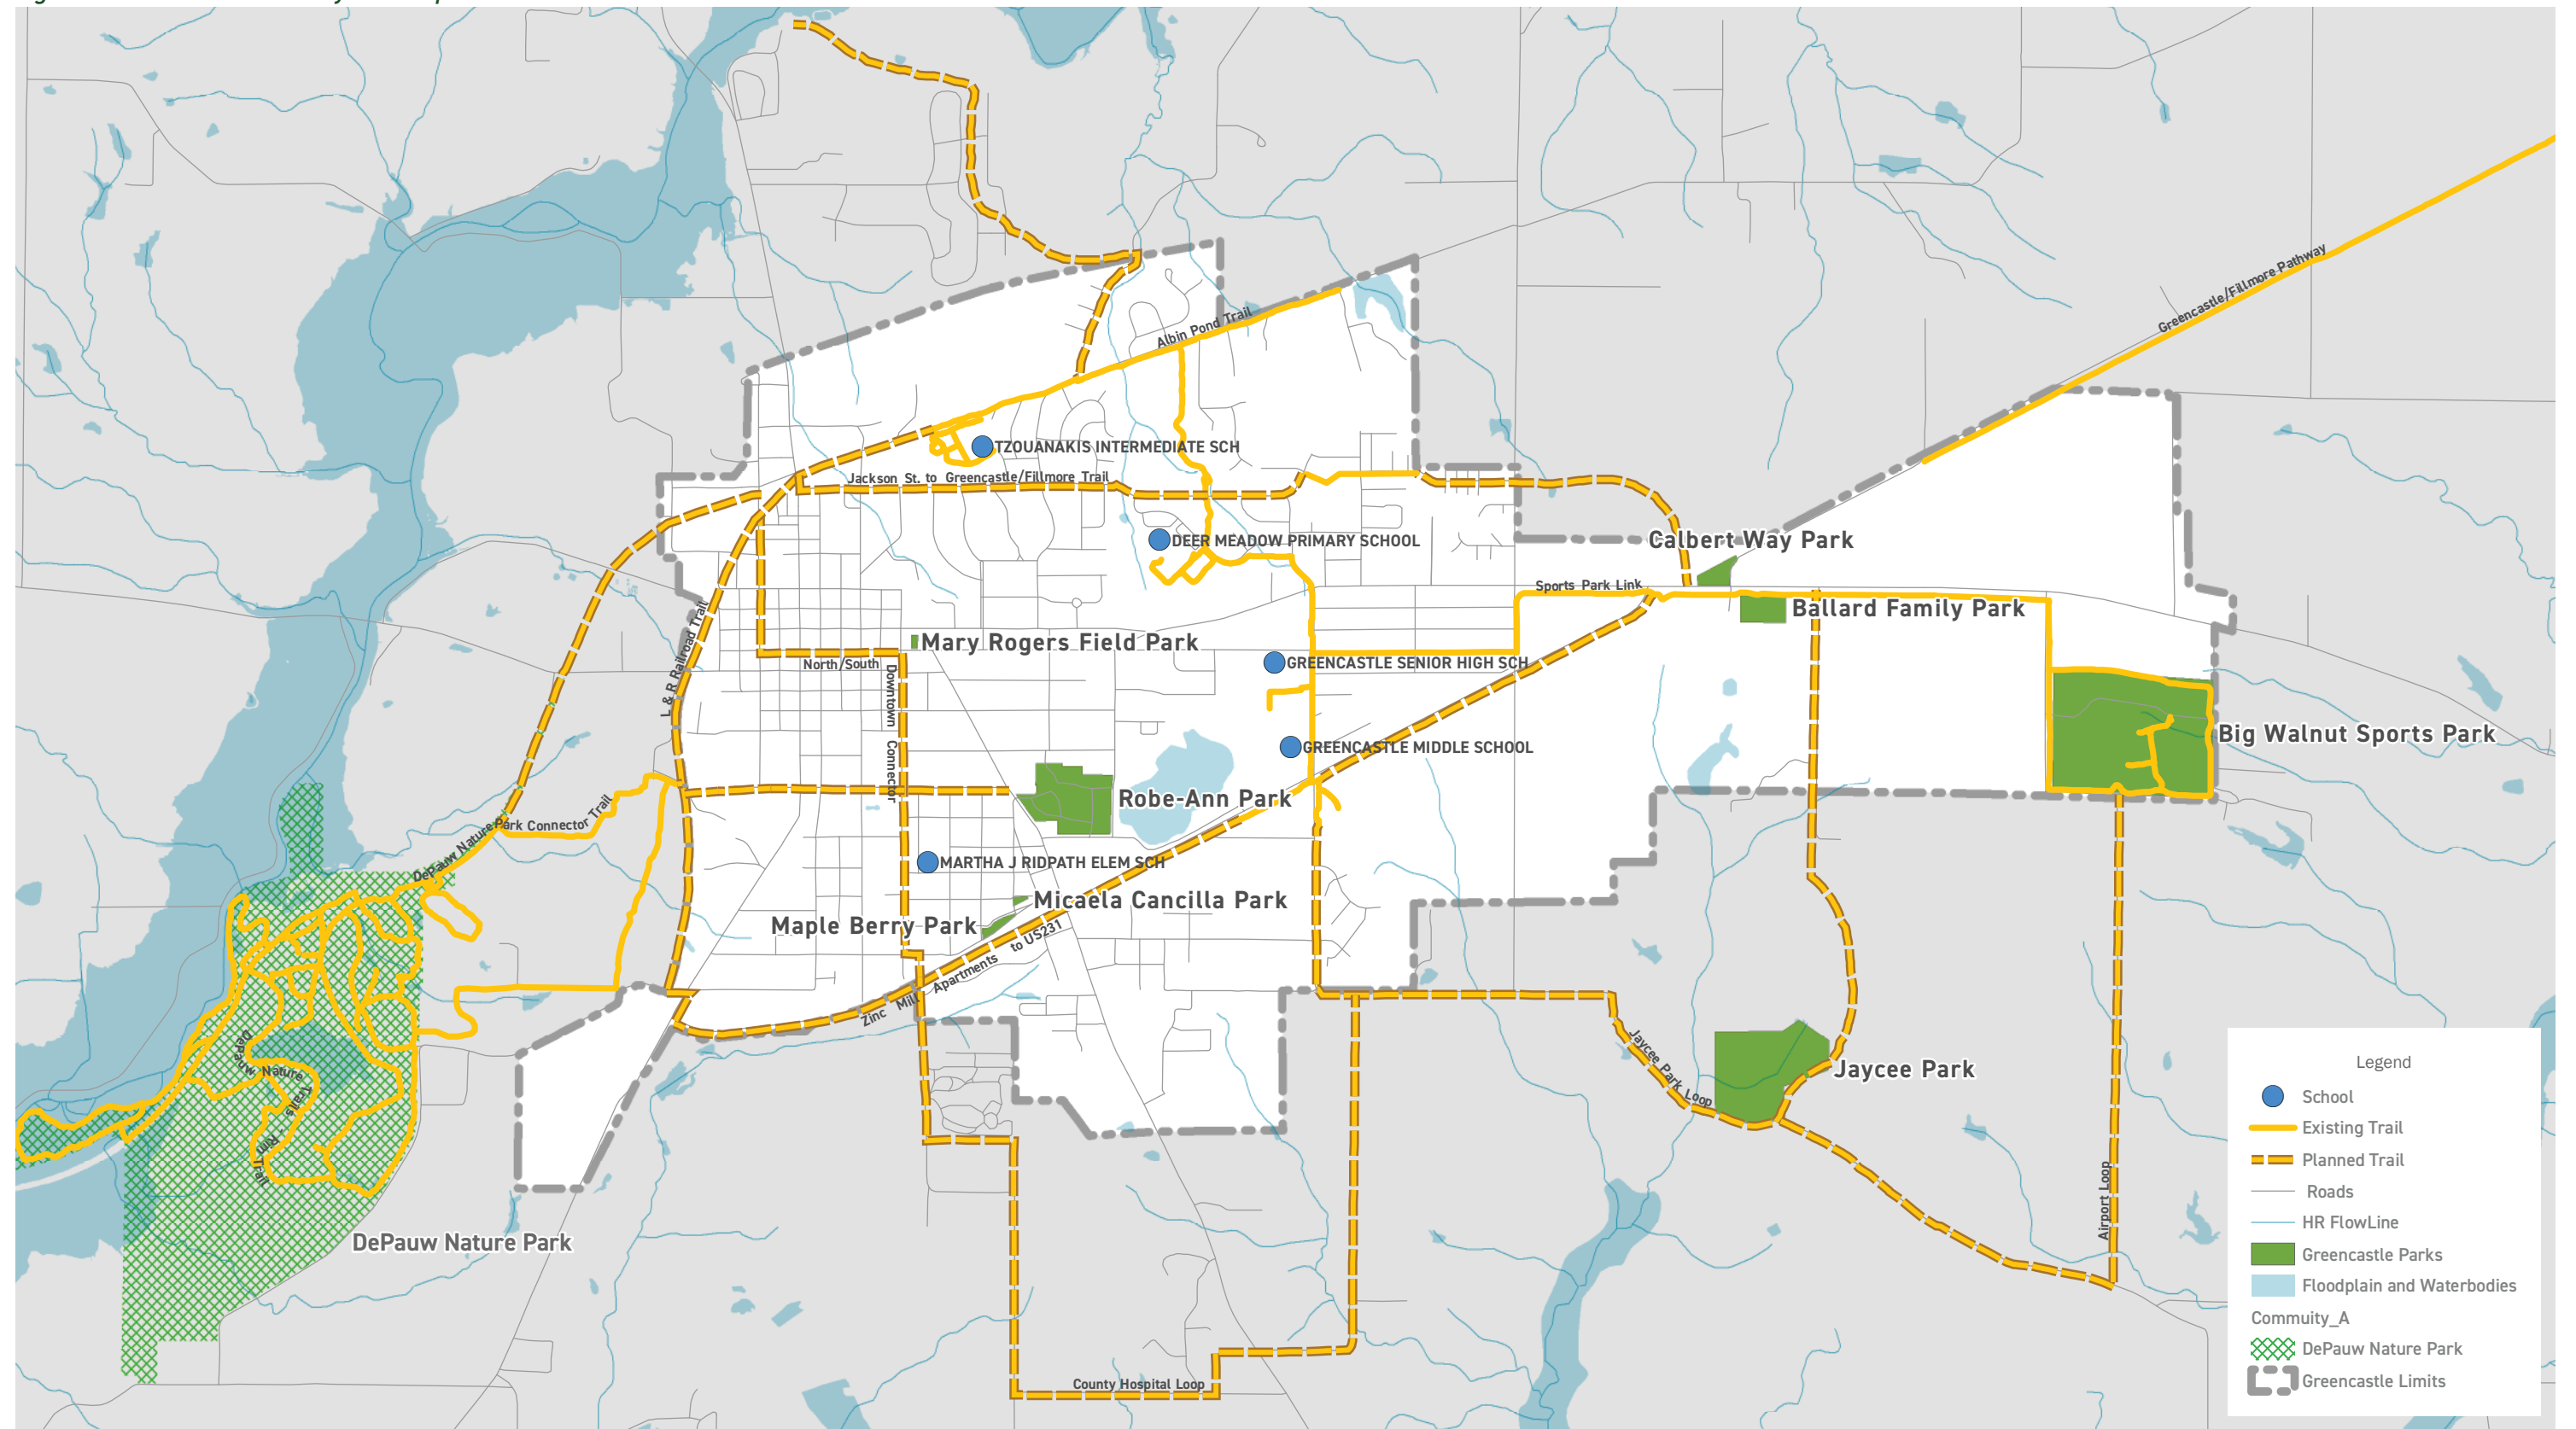 Greencastle/Fillmore Pathway
Albin Pond Trail
TZOUANAKIS INTERMEDIATE SCH
Jackson St. to Greencastle/Fillmore Trail
DEER MEADOW PRIMARY SCHOOL
Calbert Way Park
Sports Park Link
Ballard Family Park
L & R Railroad Trail
Mary Rogers Field Park
North/South
Downtown
Connector
GREENCASTLE SENIOR HIGH SCH
Big Walnut Sports Park
GREENCASTLE MIDDLE SCHOOL
Robe-Ann Park
DePauw Nature Park Connector Trail
MARTHA J RIDPATH ELEM SCH
Micaela Cancilla Park
Maple Berry Park
Zinc Mill Apartments to US231
DePauw Nature Trails - Rim Trail
Jaycee Park Loop
Jaycee Park
Airport Loop
DePauw Nature Park
County Hospital Loop
Legend
School
Existing Trail
Planned Trail
Roads
HR FlowLine
Greencastle Parks
Floodplain and Waterbodies
Commuity_A
DePauw Nature Park
Greencastle Limits